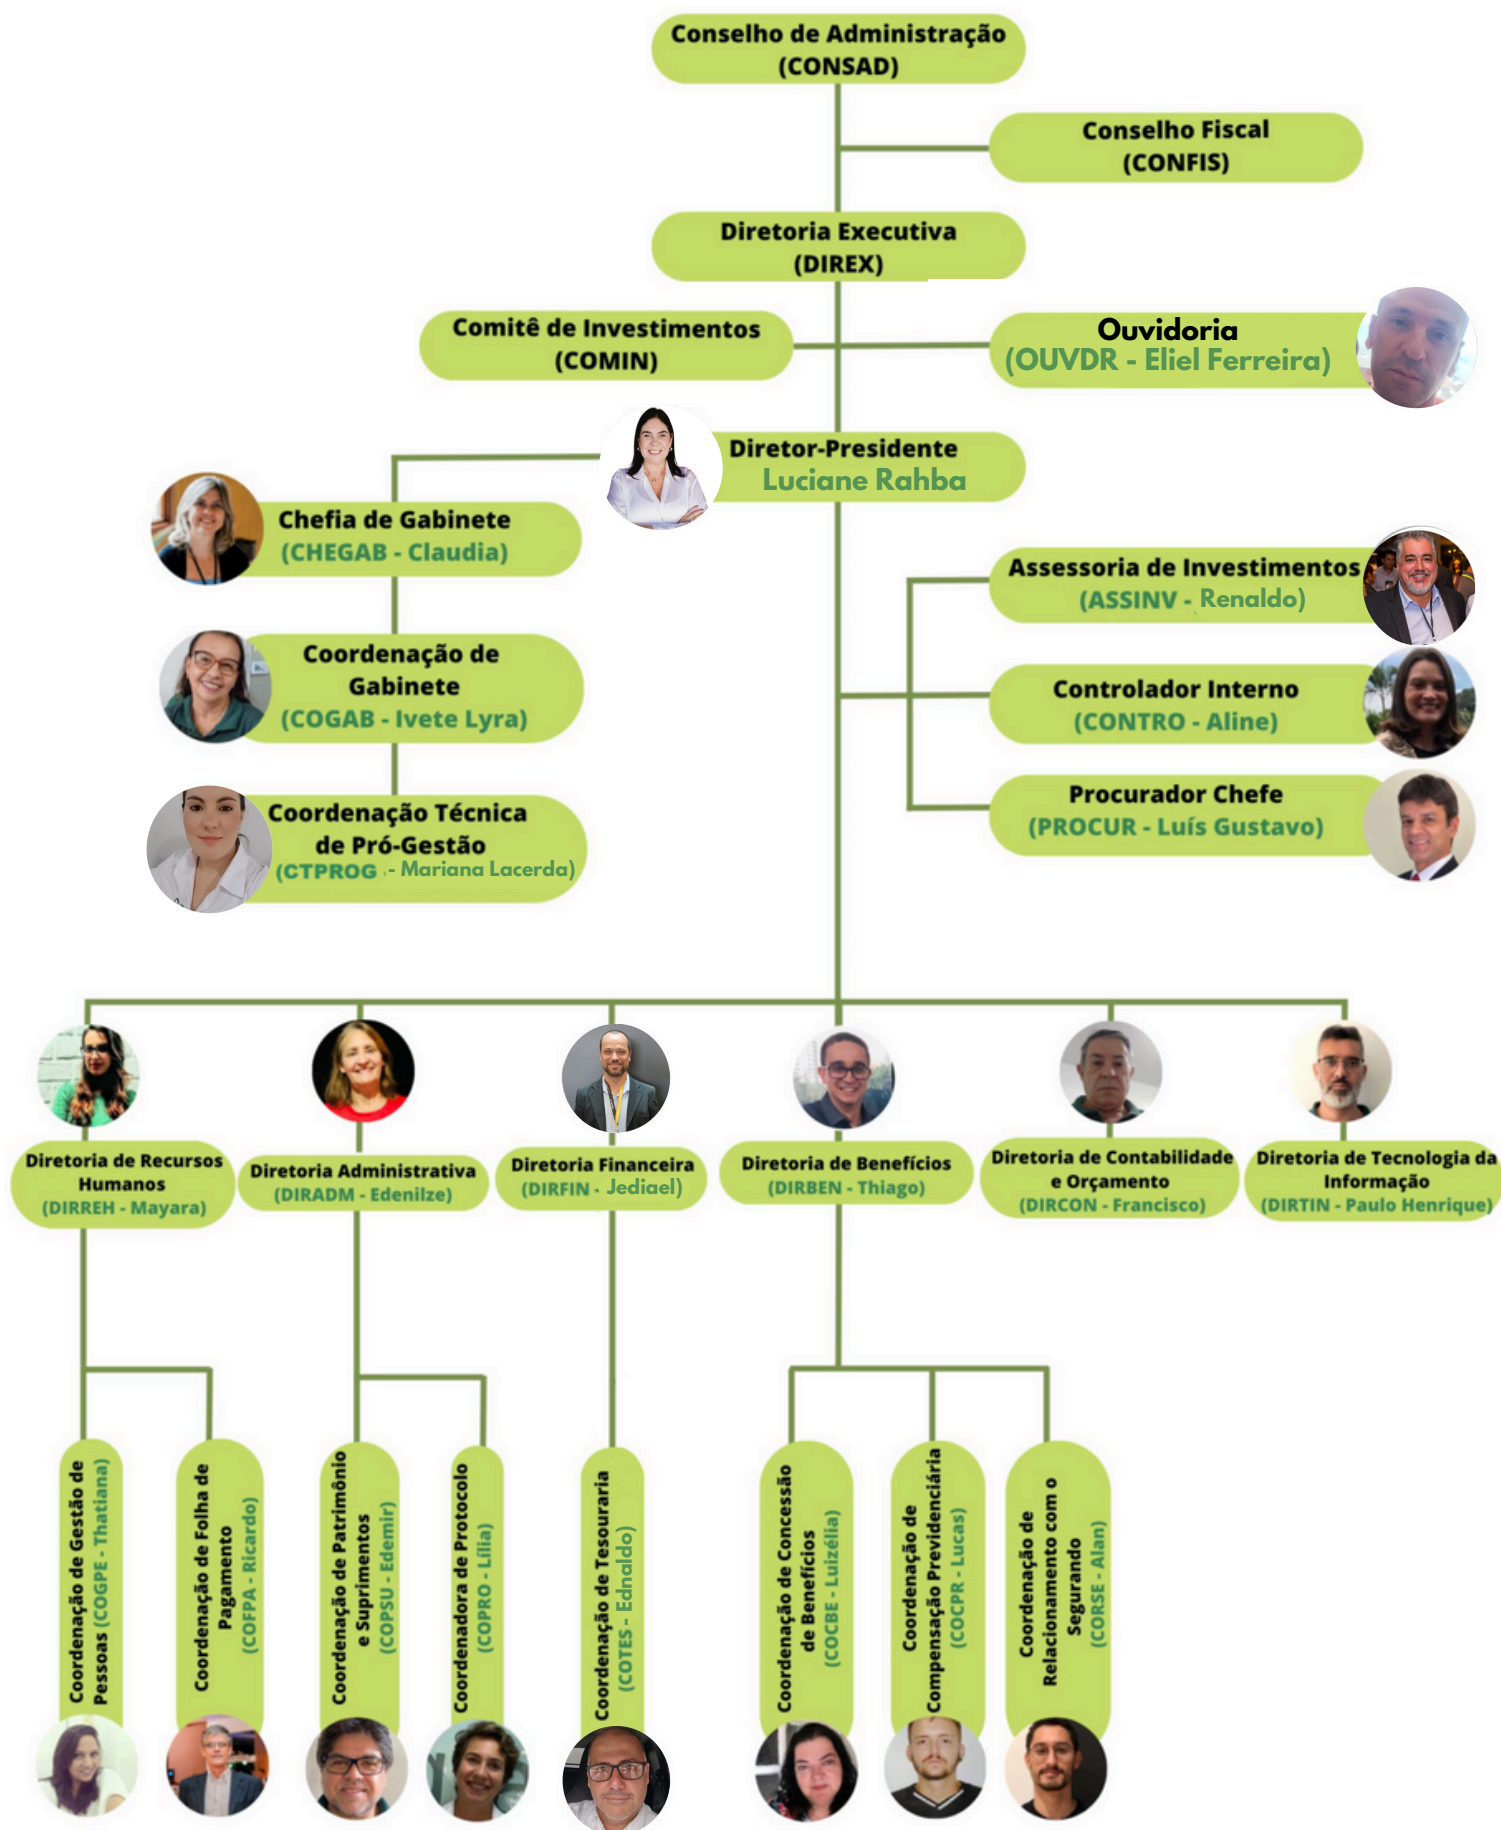 Conselho de Administração
(CONSAD)
Conselho Fiscal
(CONFIS)
Diretoria Executiva
(DIREX)
Comitê de Investimentos
(COMIN)
Ouvidoria
(OUVDR - Eliel Ferreira)
Diretor-Presidente
Luciane Rahba
Chefia de Gabinete
(CHEGAB - Claudia)
Assessoria de Investimentos
(ASSINV - Renaldo)
Coordenação de
Gabinete
(COGAB - Ivete Lyra)
Controlador Interno
(CONTRO - Aline)
Coordenação Técnica
de Pró-Gestão
(CTPROG - Mariana Lacerda)
Procurador Chefe
(PROCUR - Luís Gustavo)
Diretoria de Recursos
Humanos
(DIRREH - Mayara)
Diretoria Administrativa
(DIRADM - Edenilze)
Diretoria Financeira
(DIRFIN - Jediael)
Diretoria de Benefícios
(DIRBEN - Thiago)
Diretoria de Contabilidade
e Orçamento
(DIRCON - Francisco)
Diretoria de Tecnologia da
Informação
(DIRTIN - Paulo Henrique)
Coordenação de Gestão de
Pessoas (COGPE - Thatiana)
Coordenação de Folha de
Pagamento
(COFPA - Ricardo)
Coordenação de Patrimônio
e Suprimentos
(COPSU - Edemir)
Coordenadora de Protocolo
(COPRO - Lília)
Coordenação de Tesouraria
(COTES - Ednaldo)
Coordenação de Concessão
de Benefícios
(COCBE - Luizélia)
Coordenação de
Compensação Previdenciária
(COCPR - Lucas)
Coordenação de
Relacionamento com o
Segurando
(CORSE - Alan)